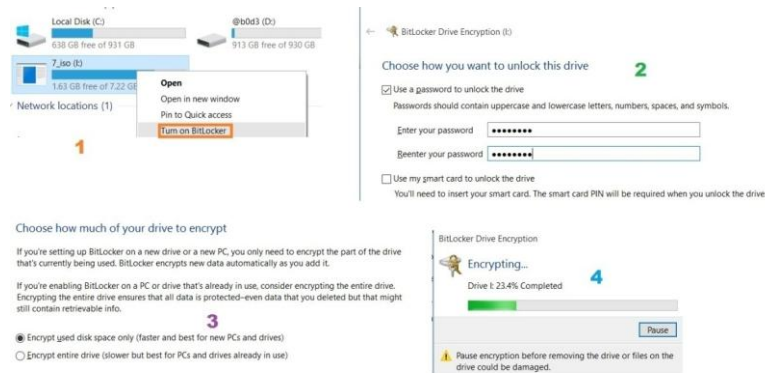 Local Disk (C:)
638 GB free of 931 GB
@b0d3 (D:)
913 GB free of 930 GB
7_iso (I:)
1.63 GB free of 7.22 GB
Network locations (1)
Open
Open in new window
Pin to Quick access
Turn on BitLocker
1
BitLocker Drive Encryption (I:)
Choose how you want to unlock this drive
2
Use a password to unlock the drive
Passwords should contain uppercase and lowercase letters, numbers, spaces, and symbols.
Enter your password
Reenter your password
Use my smart card to unlock the drive
You'll need to insert your smart card. The smart card PIN will be required when you unlock the drive
Choose how much of your drive to encrypt
If you're setting up BitLocker on a new drive or a new PC, you only need to encrypt the part of the drive
that's currently being used. BitLocker encrypts new data automatically as you add it.
If you're enabling BitLocker on a PC or drive that's already in use, consider encrypting the entire drive.
Encrypting the entire drive ensures that all data is protected–even data that you deleted but that might
still contain retrievable info.
3
Encrypt used disk space only (faster and best for new PCs and drives)
Encrypt entire drive (slower but best for PCs and drives already in use)
BitLocker Drive Encryption
Encrypting...
Drive I: 23.4% Completed
4
Pause
Pause encryption before removing the drive or files on the
drive could be damaged.